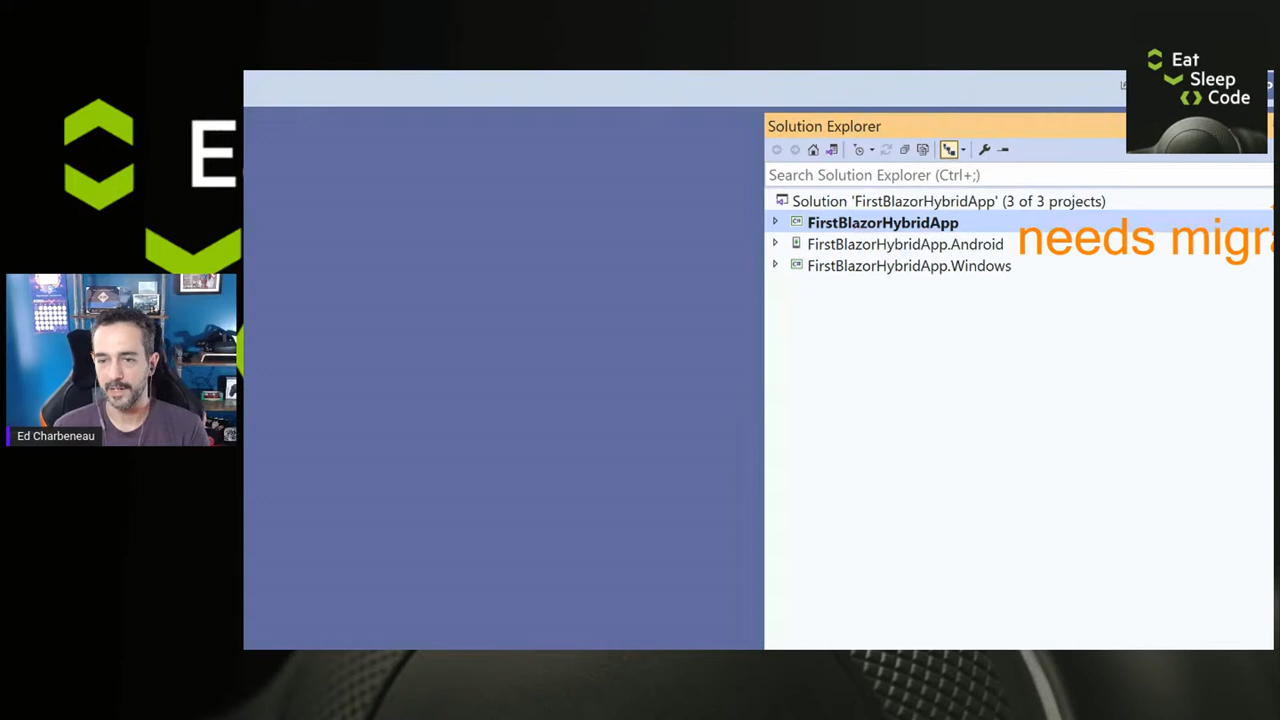 Eat
Sleep
Code
E
Solution Explorer
Search Solution Explorer (Ctrl+;)
Solution 'FirstBlazorHybridApp' (3 of 3 projects)
FirstBlazorHybridApp
FirstBlazorHybridApp.Android
needs migra
FirstBlazorHybridApp.Windows
Ed Charbeneau